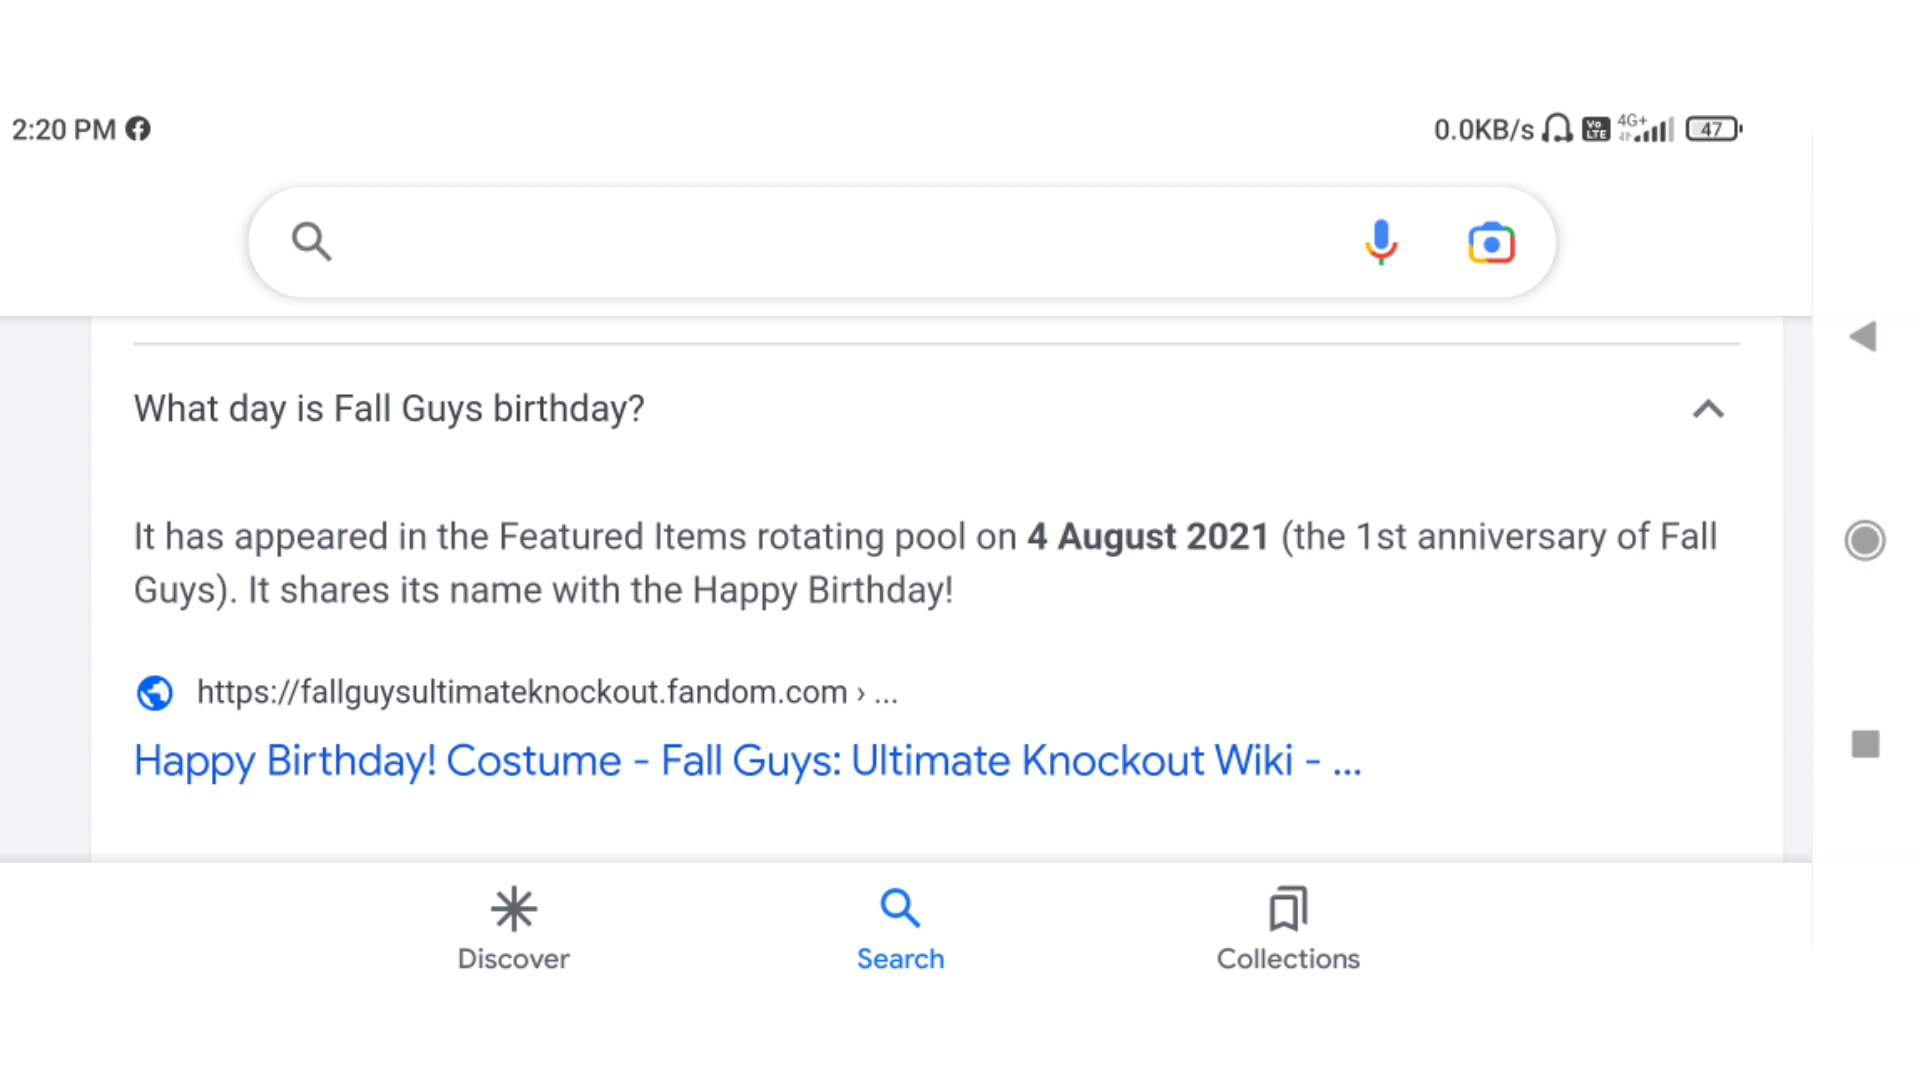 2:20 PM
0.0KB/s Vo LTE 4G+ 47
What day is Fall Guys birthday?
It has appeared in the Featured Items rotating pool on 4 August 2021 (the 1st anniversary of Fall
Guys). It shares its name with the Happy Birthday!
https://fallguysultimateknockout.fandom.com › ...
Happy Birthday! Costume - Fall Guys: Ultimate Knockout Wiki - ...
Discover Search Collections